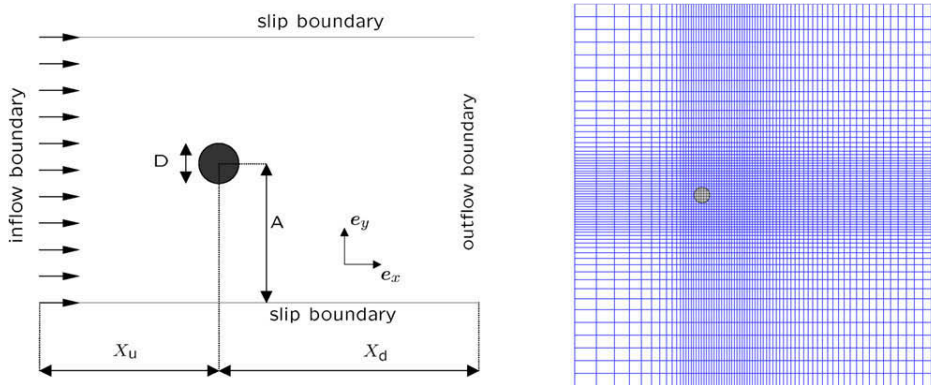 slip boundary
inflow boundary
D
A
outflow boundary
e_y
e_x
slip boundary
X_u
X_d